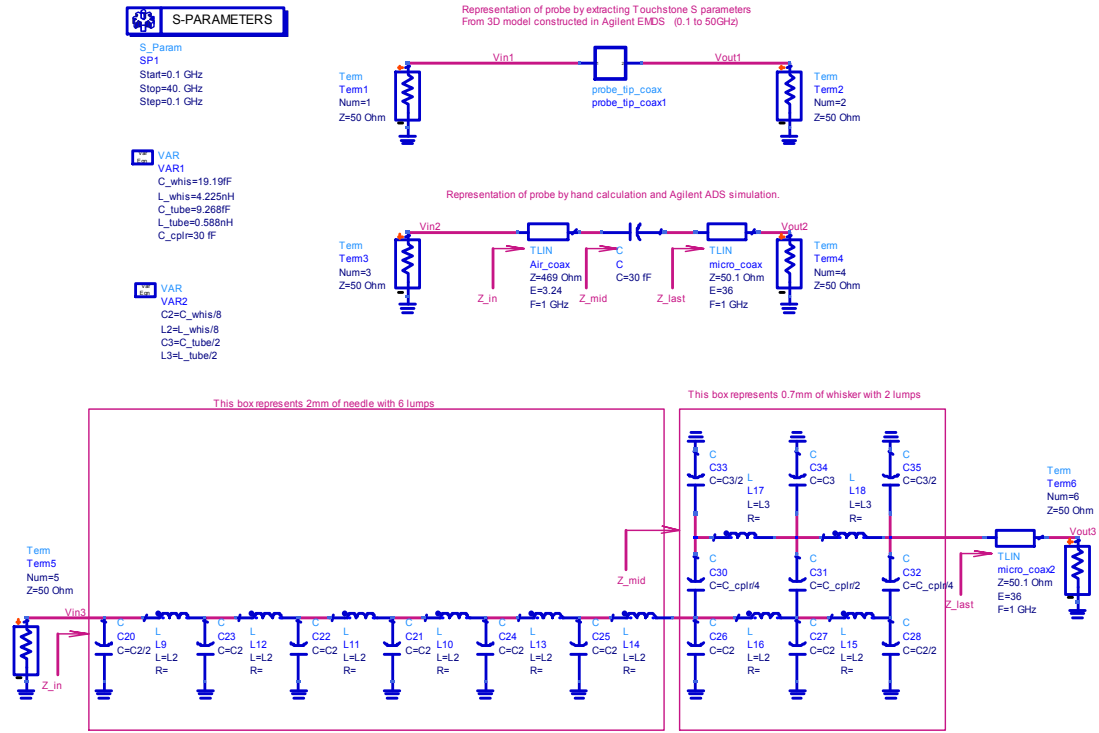 S-PARAMETERS
S_Param
SP1
Start=0.1 GHz
Stop=40. GHz
Step=0.1 GHz
Representation of probe by extracting Touchstone S parameters
From 3D model constructed in Agilent EMDS (0.1 to 50GHz)
Vin1
Vout1
Term
Term1
Num=1
Z=50 Ohm
probe_tip_coax
probe_tip_coax1
Term
Term2
Num=2
Z=50 Ohm
Var
Eqn
VAR
VAR1
C_whis=19.19fF
L_whis=4.225nH
C_tube=9.268fF
L_tube=0.588nH
C_cplr=30 fF
Representation of probe by hand calculation and Agilent ADS simulation.
Vin2
Vout2
Term
Term3
Num=3
Z=50 Ohm
Z_in
TLIN
Air_coax
Z=469 Ohm
E=3.24
F=1 GHz
Z_mid
C
C
C=30 fF
Z_last
TLIN
micro_coax
Z=50.1 Ohm
E=36
F=1 GHz
Term
Term4
Num=4
Z=50 Ohm
Var
Eqn
VAR
VAR2
C2=C_whis/8
L2=L_whis/8
C3=C_tube/2
L3=L_tube/2
This box represents 2mm of needle with 6 lumps
This box represents 0.7mm of whisker with 2 lumps
C
C33
C=C3/2
L
L17
L=L3
R=
C
C34
C=C3
L
L18
L=L3
R=
C
C35
C=C3/2
Term
Term6
Num=6
Z=50 Ohm
Vout3
Z_mid
C
C30
C=C_cplr/4
C
C31
C=C_cplr/2
C
C32
C=C_cplr/4
Z_last
TLIN
micro_coax2
Z=50.1 Ohm
E=36
F=1 GHz
Term
Term5
Num=5
Z=50 Ohm
Vin3
Z_in
C
C20
C=C2/2
L
L9
L=L2
R=
C
C23
C=C2
L
L12
L=L2
R=
C
C22
C=C2
L
L11
L=L2
R=
C
C21
C=C2
L
L10
L=L2
R=
C
C24
C=C2
L
L13
L=L2
R=
C
C25
C=C2
L
L14
L=L2
R=
C
C26
C=C2
L
L16
L=L2
R=
C
C27
C=C2
L
L15
L=L2
R=
C
C28
C=C2/2